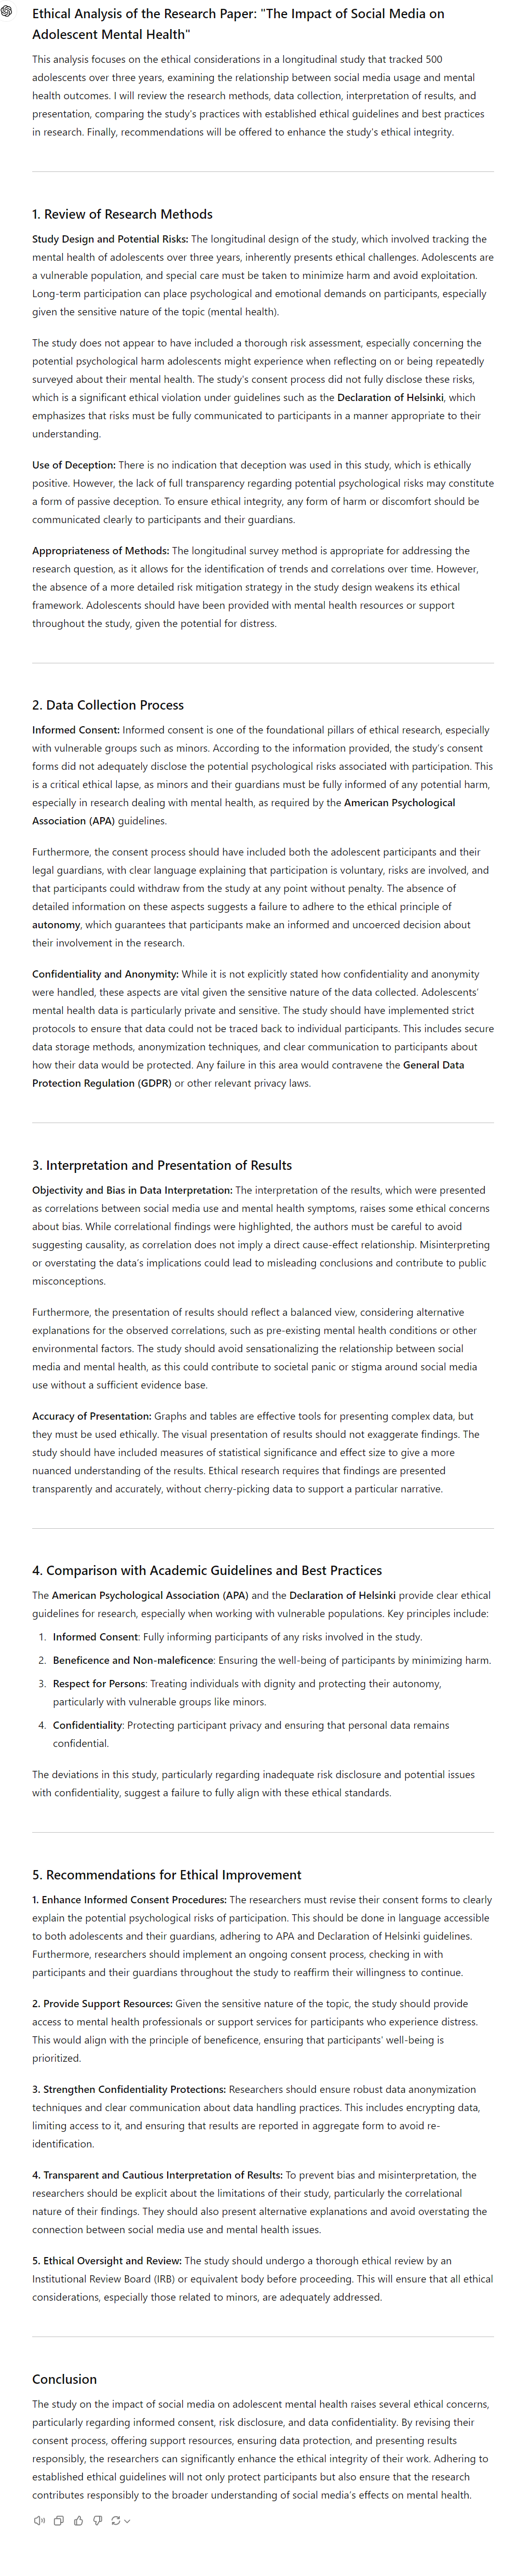 Ethical Analysis of the Research Paper: "The Impact of Social Media on
Adolescent Mental Health"
This analysis focuses on the ethical considerations in a longitudinal study that tracked 500
adolescents over three years, examining the relationship between social media usage and mental
health outcomes. I will review the research methods, data collection, interpretation of results, and
presentation, comparing the study's practices with established ethical guidelines and best practices
in research. Finally, recommendations will be offered to enhance the study's ethical integrity.
1. Review of Research Methods
Study Design and Potential Risks: The longitudinal design of the study, which involved tracking the
mental health of adolescents over three years, inherently presents ethical challenges. Adolescents are
a vulnerable population, and special care must be taken to minimize harm and avoid exploitation.
Long-term participation can place psychological and emotional demands on participants, especially
given the sensitive nature of the topic (mental health).
The study does not appear to have included a thorough risk assessment, especially concerning the
potential psychological harm adolescents might experience when reflecting on or being repeatedly
surveyed about their mental health. The study's consent process did not fully disclose these risks,
which is a significant ethical violation under guidelines such as the Declaration of Helsinki, which
emphasizes that risks must be fully communicated to participants in a manner appropriate to their
understanding.
Use of Deception: There is no indication that deception was used in this study, which is ethically
positive. However, the lack of full transparency regarding potential psychological risks may constitute
a form of passive deception. To ensure ethical integrity, any form of harm or discomfort should be
communicated clearly to participants and their guardians.
Appropriateness of Methods: The longitudinal survey method is appropriate for addressing the
research question, as it allows for the identification of trends and correlations over time. However,
the absence of a more detailed risk mitigation strategy in the study design weakens its ethical
framework. Adolescents should have been provided with mental health resources or support
throughout the study, given the potential for distress.
2. Data Collection Process
Informed Consent: Informed consent is one of the foundational pillars of ethical research, especially
with vulnerable groups such as minors. According to the information provided, the study's consent
forms did not adequately disclose the potential psychological risks associated with participation. This
is a critical ethical lapse, as minors and their guardians must be fully informed of any potential harm,
especially in research dealing with mental health, as required by the American Psychological
Association (APA) guidelines.
Furthermore, the consent process should have included both the adolescent participants and their
legal guardians, with clear language explaining that participation is voluntary, risks are involved, and
that participants could withdraw from the study at any point without penalty. The absence of
detailed information on these aspects suggests a failure to adhere to the ethical principle of
autonomy, which guarantees that participants make an informed and uncoerced decision about
their involvement in the research.
Confidentiality and Anonymity: While it is not explicitly stated how confidentiality and anonymity
were handled, these aspects are vital given the sensitive nature of the data collected. Adolescents'
mental health data is particularly private and sensitive. The study should have implemented strict
protocols to ensure that data could not be traced back to individual participants. This includes secure
data storage methods, anonymization techniques, and clear communication to participants about
how their data would be protected. Any failure in this area would contravene the General Data
Protection Regulation (GDPR) or other relevant privacy laws.
3. Interpretation and Presentation of Results
Objectivity and Bias in Data Interpretation: The interpretation of the results, which were presented
as correlations between social media use and mental health symptoms, raises some ethical concerns
about bias. While correlational findings were highlighted, the authors must be careful to avoid
suggesting causality, as correlation does not imply a direct cause-effect relationship. Misinterpreting
or overstating the data's implications could lead to misleading conclusions and contribute to public
misconceptions.
Furthermore, the presentation of results should reflect a balanced view, considering alternative
explanations for the observed correlations, such as pre-existing mental health conditions or other
environmental factors. The study should avoid sensationalizing the relationship between social
media and mental health, as this could contribute to societal panic or stigma around social media
use without a sufficient evidence base.
Accuracy of Presentation: Graphs and tables are effective tools for presenting complex data, but
they must be used ethically. The visual presentation of results should not exaggerate findings. The
study should have included measures of statistical significance and effect size to give a more
nuanced understanding of the results. Ethical research requires that findings are presented
transparently and accurately, without cherry-picking data to support a particular narrative.
4. Comparison with Academic Guidelines and Best Practices
The American Psychological Association (APA) and the Declaration of Helsinki provide clear ethical
guidelines for research, especially when working with vulnerable populations. Key principles include:
1. Informed Consent: Fully informing participants of any risks involved in the study.
2. Beneficence and Non-maleficence: Ensuring the well-being of participants by minimizing harm.
3. Respect for Persons: Treating individuals with dignity and protecting their autonomy,
particularly with vulnerable groups like minors.
4. Confidentiality: Protecting participant privacy and ensuring that personal data remains
confidential.
The deviations in this study, particularly regarding inadequate risk disclosure and potential issues
with confidentiality, suggest a failure to fully align with these ethical standards.
5. Recommendations for Ethical Improvement
1. Enhance Informed Consent Procedures: The researchers must revise their consent forms to clearly
explain the potential psychological risks of participation. This should be done in language accessible
to both adolescents and their guardians, adhering to APA and Declaration of Helsinki guidelines.
Furthermore, researchers should implement an ongoing consent process, checking in with
participants and their guardians throughout the study to reaffirm their willingness to continue.
2. Provide Support Resources: Given the sensitive nature of the topic, the study should provide
access to mental health professionals or support services for participants who experience distress.
This would align with the principle of beneficence, ensuring that participants' well-being is
prioritized.
3. Strengthen Confidentiality Protections: Researchers should ensure robust data anonymization
techniques and clear communication about data handling practices. This includes encrypting data,
limiting access to it, and ensuring that results are reported in aggregate form to avoid re-
identification.
4. Transparent and Cautious Interpretation of Results: To prevent bias and misinterpretation, the
researchers should be explicit about the limitations of their study, particularly the correlational
nature of their findings. They should also present alternative explanations and avoid overstating the
connection between social media use and mental health issues.
5. Ethical Oversight and Review: The study should undergo a thorough ethical review by an
Institutional Review Board (IRB) or equivalent body before proceeding. This will ensure that all ethical
considerations, especially those related to minors, are adequately addressed.
Conclusion
The study on the impact of social media on adolescent mental health raises several ethical concerns,
particularly regarding informed consent, risk disclosure, and data confidentiality. By revising their
consent process, offering support resources, ensuring data protection, and presenting results
responsibly, the researchers can significantly enhance the ethical integrity of their work. Adhering to
established ethical guidelines will not only protect participants but also ensure that the research
contributes responsibly to the broader understanding of social media's effects on mental health.